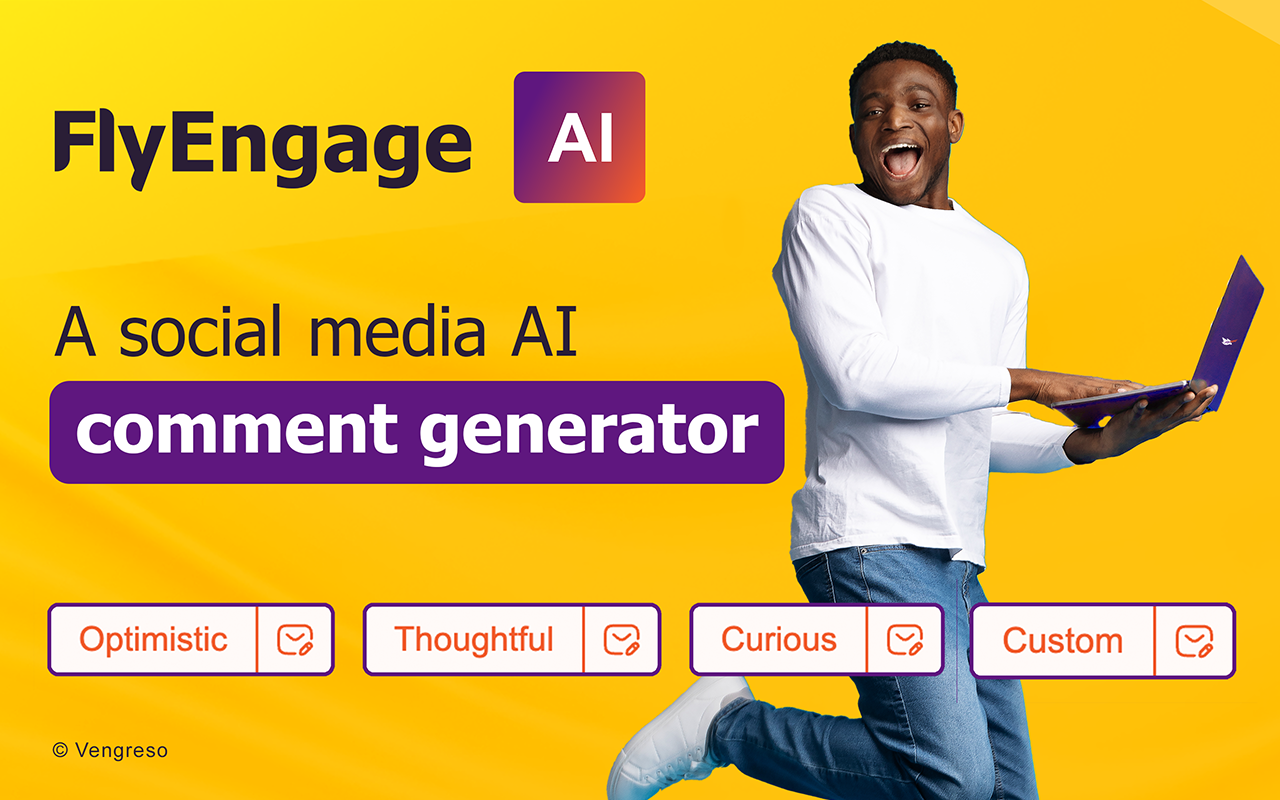 FlyEngage AI
A social media AI
comment generator
Optimistic
Thoughtful
Curious
Custom
© Vengreso